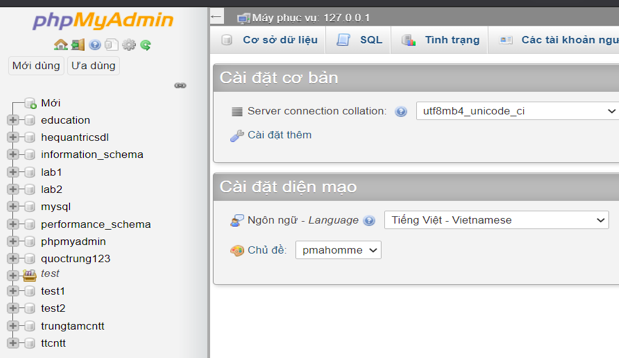 phpMyAdmin
Mới dùng Ưa dùng
Mới
education
hequantricsdl
information_schema
lab1
lab2
mysql
performance_schema
phpmyadmin
quoctrung123
test
test1
test2
trungtamcntt
ttcntt
Máy phục vụ: 127.0.0.1
Cơ sở dữ liệu SQL Tình trạng Các tài khoản
Cài đặt cơ bản
Server connection collation: utf8mb4_unicode_ci
Cài đặt thêm
Cài đặt diện mạo
Ngôn ngữ - Language Tiếng Việt - Vietnamese
Chủ đề: pmahomme